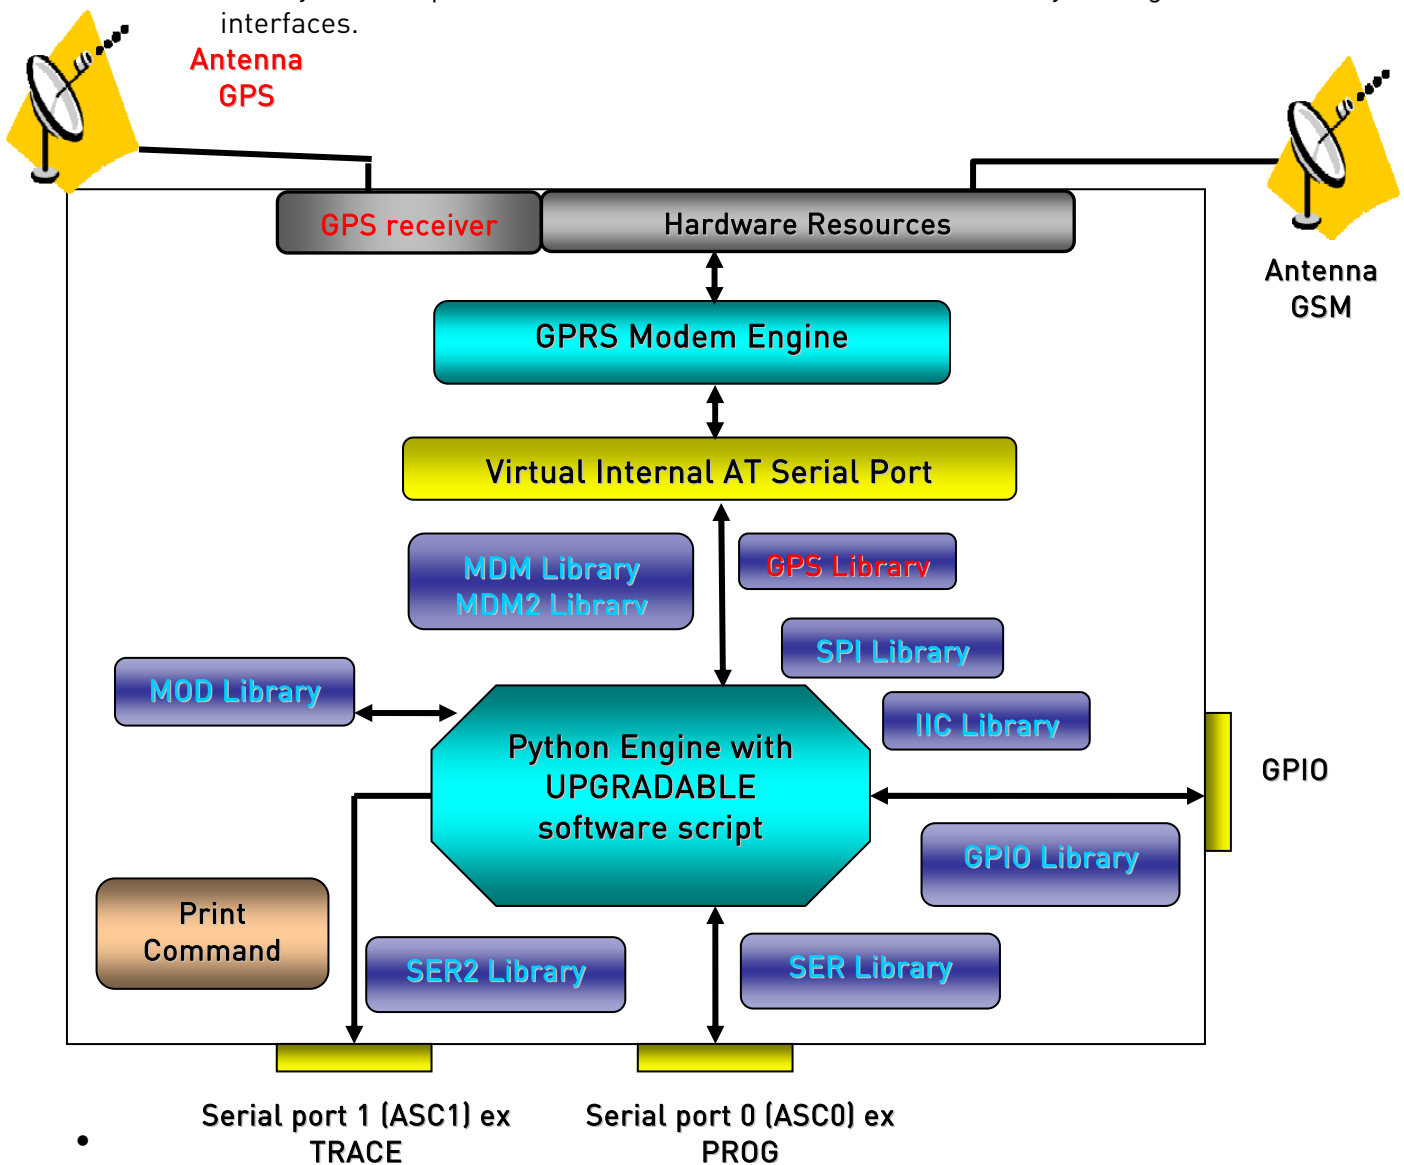 interfaces.
Antenna
GPS
GPS receiver
Hardware Resources
Antenna
GSM
GPRS Modem Engine
Virtual Internal AT Serial Port
MDM Library
MDM2 Library
GPS Library
SPI Library
MOD Library
IIC Library
Python Engine with
UPGRADABLE
software script
GPIO
GPIO Library
Print
Command
SER2 Library
SER Library
Serial port 1 (ASC1) ex
TRACE
Serial port 0 (ASC0) ex
PROG
•